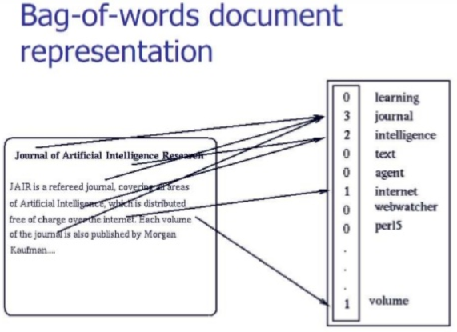 Bag-of-words document
representation
Journal of Artificial Intelligence Research
JAIR is a refereed journal, covering all areas
of Artificial Intelligence, which is distributed
free of charge over the internet. Each volume
of the journal is also published by Morgan
Kaufman....
0 learning
3 journal
2 intelligence
0 text
0 agent
1 internet
0 webwatcher
0 perl5
.
.
.
1 volume